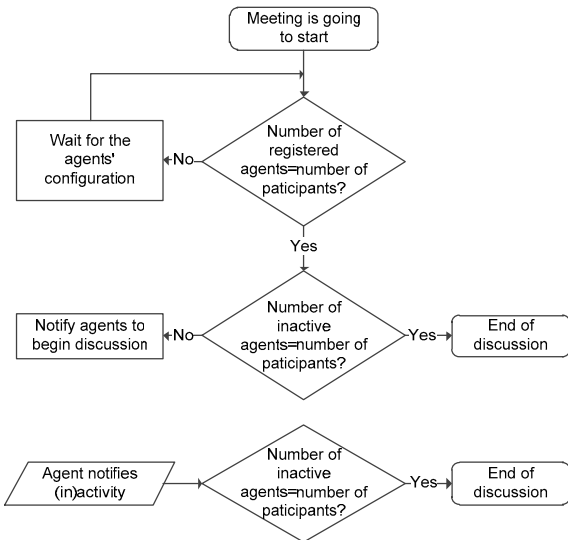 Meeting is going
to start
Number of
registered
agents=number of
paticipants?
Wait for the
agents'
configuration
No
Yes
Number of
inactive
agents=number of
paticipants?
No
Notify agents to
begin discussion
Yes
End of
discussion
Agent notifies
(in)activity
Number of
inactive
agents=number of
paticipants?
Yes
End of
discussion